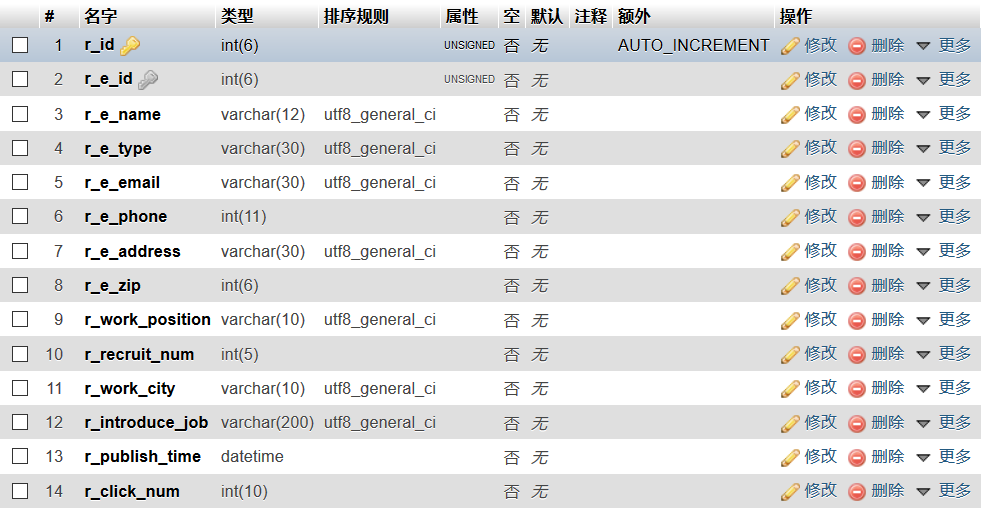 # 名字 类型 排序规则 属性 空 默认 注释 额外 操作
1 r_id int(6) UNSIGNED 否 无 AUTO_INCREMENT 修改 删除 更多
2 r_e_id int(6) UNSIGNED 否 无 修改 删除 更多
3 r_e_name varchar(12) utf8_general_ci 否 无 修改 删除 更多
4 r_e_type varchar(30) utf8_general_ci 否 无 修改 删除 更多
5 r_e_email varchar(30) utf8_general_ci 否 无 修改 删除 更多
6 r_e_phone int(11) 否 无 修改 删除 更多
7 r_e_address varchar(30) utf8_general_ci 否 无 修改 删除 更多
8 r_e_zip int(6) 否 无 修改 删除 更多
9 r_work_position varchar(10) utf8_general_ci 否 无 修改 删除 更多
10 r_recruit_num int(5) 否 无 修改 删除 更多
11 r_work_city varchar(10) utf8_general_ci 否 无 修改 删除 更多
12 r_introduce_job varchar(200) utf8_general_ci 否 无 修改 删除 更多
13 r_publish_time datetime 否 无 修改 删除 更多
14 r_click_num int(10) 否 无 修改 删除 更多